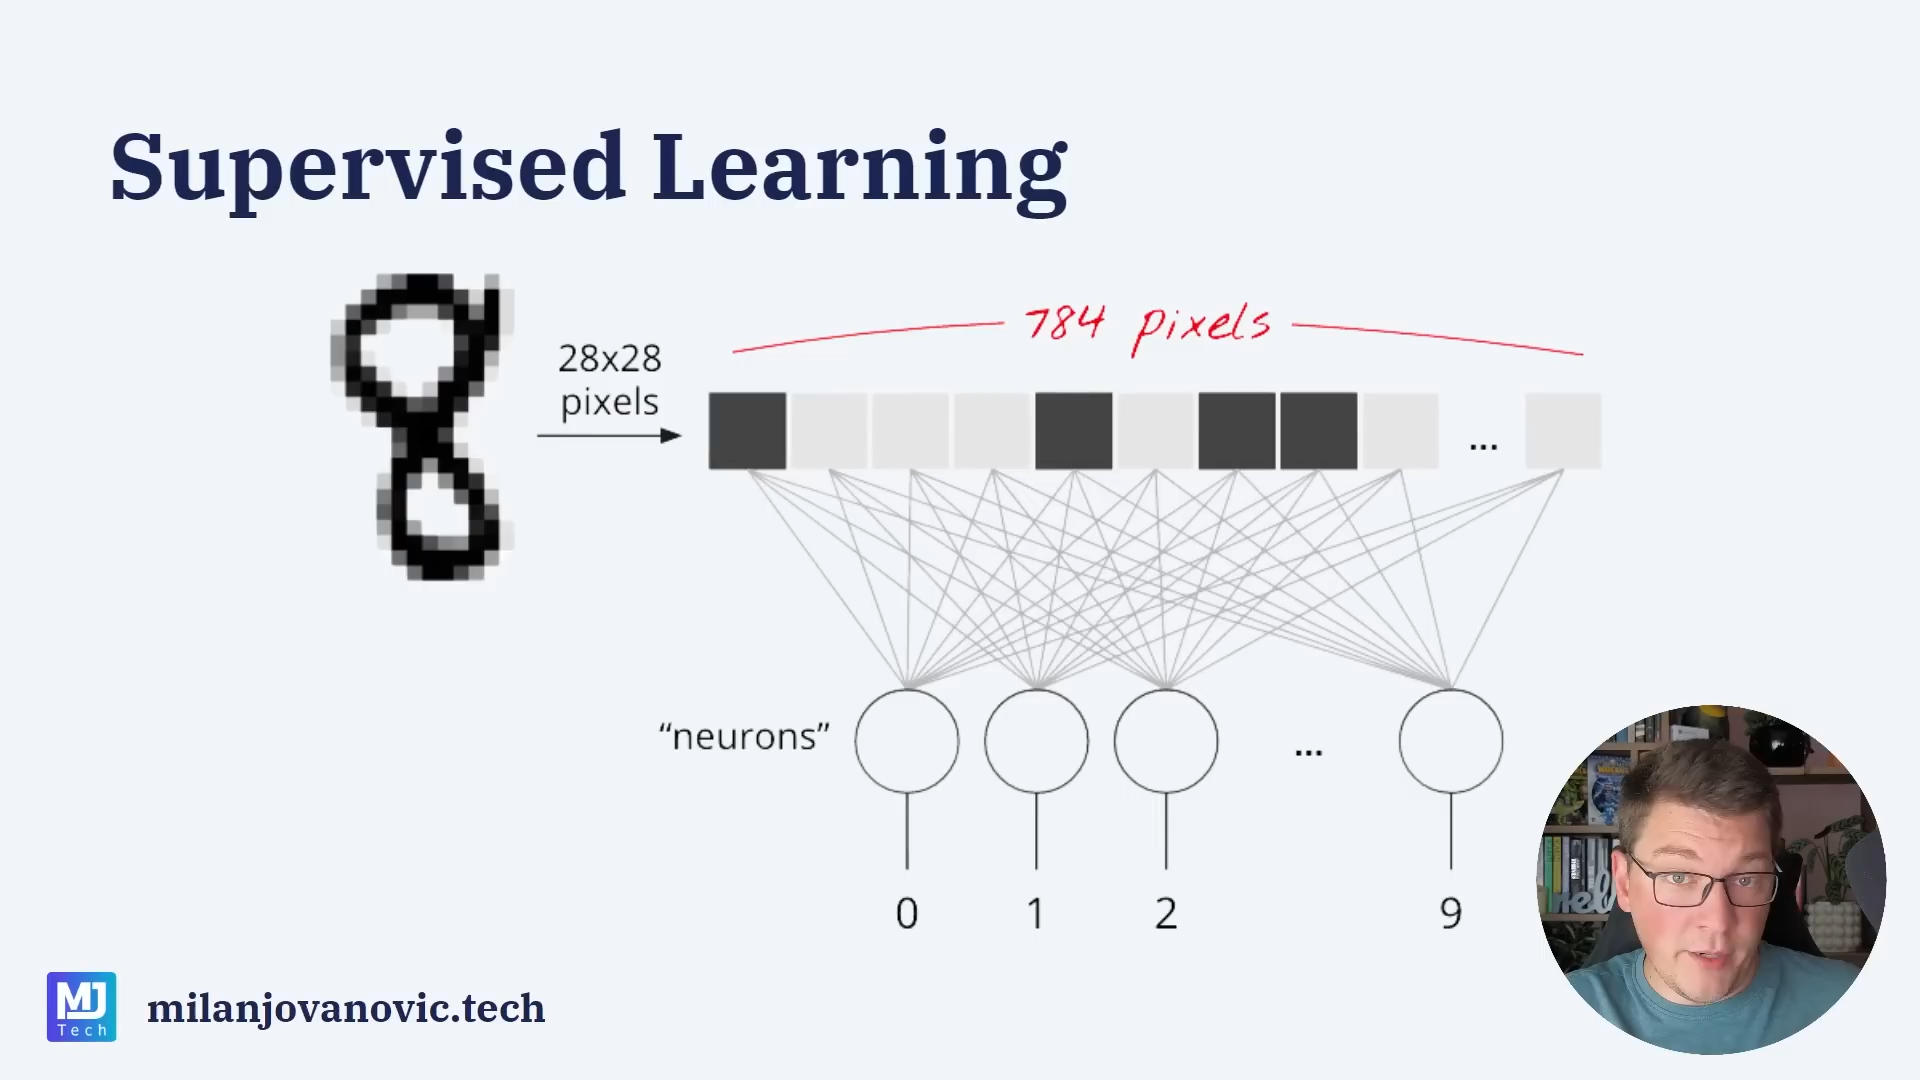 Supervised Learning
784 pixels
28x28
pixels
...
“neurons”
...
0 1 2 9
MJ
Tech
milanjovanovic.tech